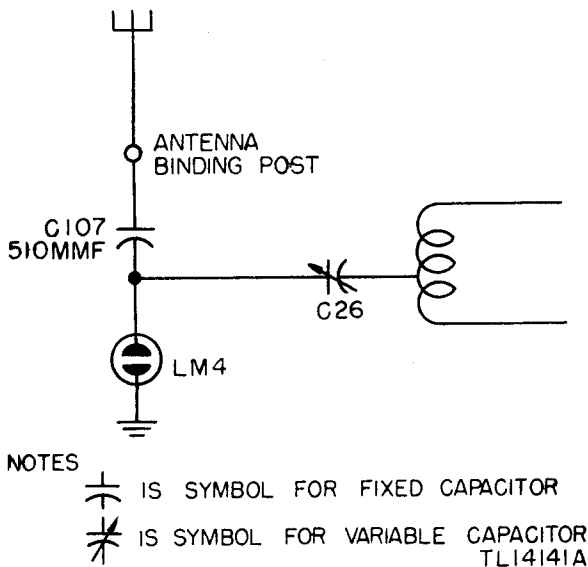 ANTENNA
BINDING POST
C107
510MMF
C26
LM4
NOTES
IS SYMBOL FOR FIXED CAPACITOR
IS SYMBOL FOR VARIABLE CAPACITOR
TL14141A